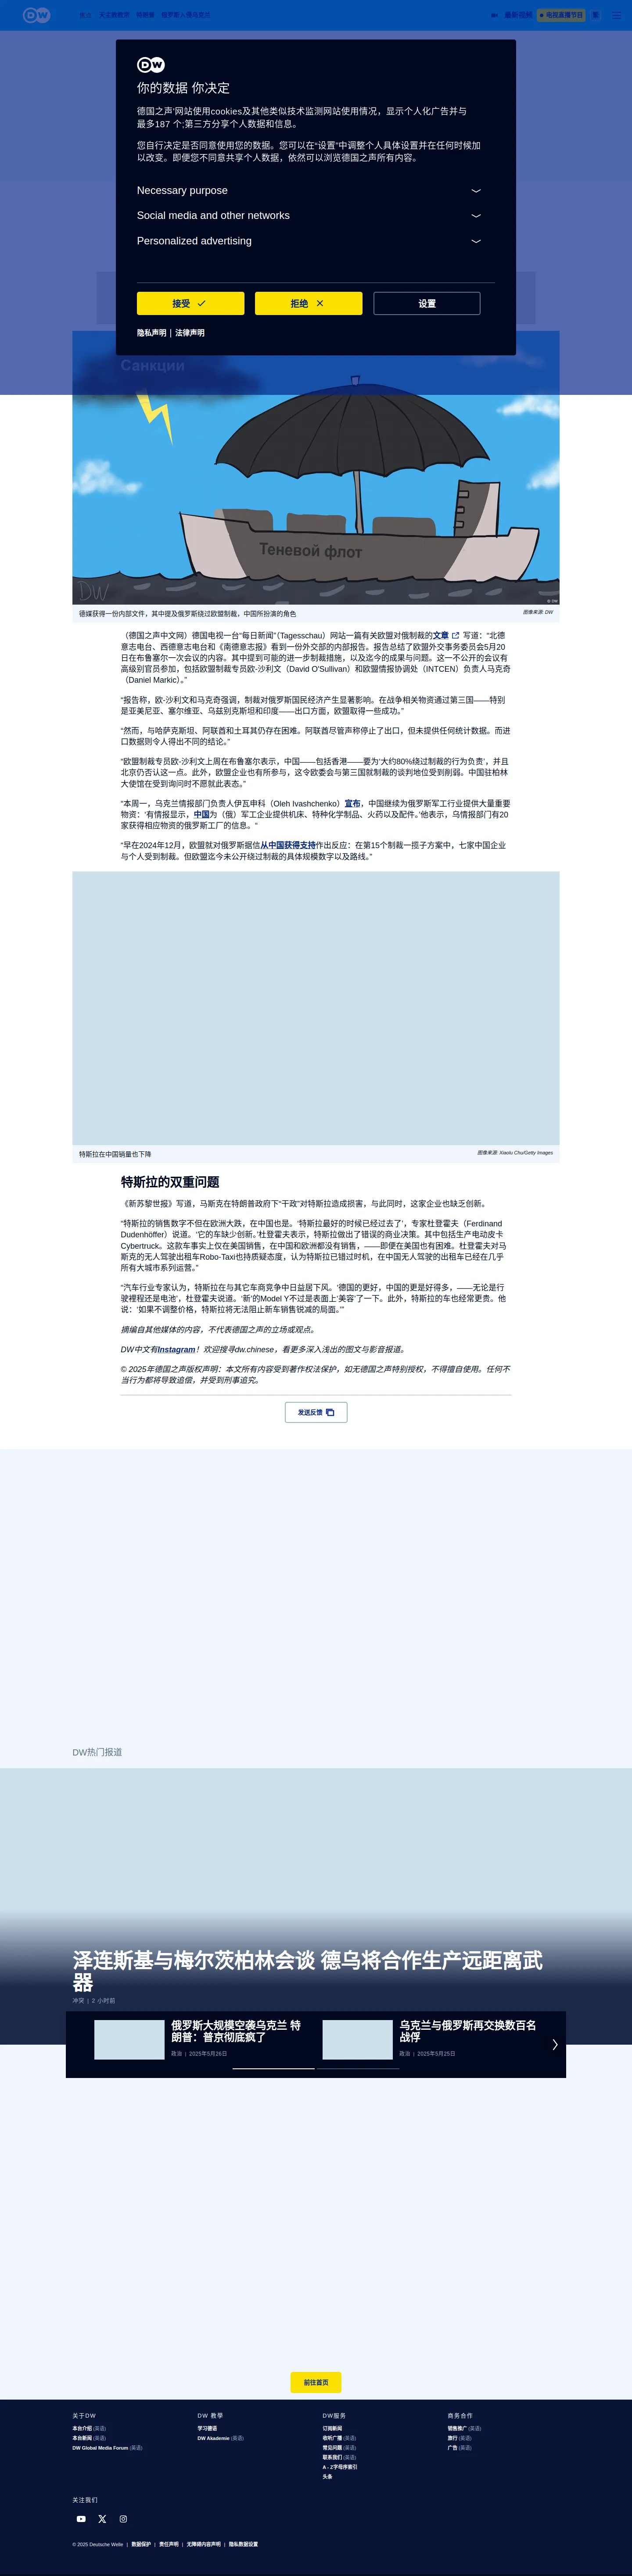 DW
热点 天主教教宗 特朗普 俄罗斯入侵乌克兰
最新视频
电视直播节目
DW
你的数据 你决定
德国之声'网站使用cookies及其他类似技术监测网站使用情况，显示个人化广告并与
最多187 个;第三方分享个人数据和信息。
您自行决定是否同意使用您的数据。您可以在“设置”中调整个人具体设置并在任何时候加
以改变。即便您不同意共享个人数据，依然可以浏览德国之声所有内容。
Necessary purpose
Social media and other networks
Personalized advertising
接受
拒绝
设置
隐私声明 | 法律声明
Санкции
Теневой флот
DW
© DW
德媒获得一份内部文件，其中提及俄罗斯绕过欧盟制裁，中国所扮演的角色
图像来源: DW
（德国之声中文网）德国电视一台“每日新闻”（Tagesschau）网站一篇有关欧盟对俄制裁的文章 写道：“北德
意志电台、西德意志电台和《南德意志报》看到一份外交部的内部报告。报告总结了欧盟外交事务委员会5月20
日在布鲁塞尔一次会议的内容。其中提到可能的进一步制裁措施，以及迄今的成果与问题。这一不公开的会议有
高级别官员参加，包括欧盟制裁专员欧-沙利文（David O'Sullivan）和欧盟情报协调处（INTCEN）负责人马克奇
（Daniel Markic）。”
“报告称，欧-沙利文和马克奇强调，制裁对俄罗斯国民经济产生显著影响。在战争相关物资通过第三国——特别
是亚美尼亚、塞尔维亚、乌兹别克斯坦和印度——出口方面，欧盟取得一些成功。”
“然而，与哈萨克斯坦、阿联酋和土耳其仍存在困难。阿联酋尽管声称停止了出口，但未提供任何统计数据。而进
口数据则令人得出不同的结论。”
“欧盟制裁专员欧-沙利文上周在布鲁塞尔表示，中国——包括香港——要为‘大约80%绕过制裁的行为负责’，并且
北京仍否认这一点。此外，欧盟企业也有所参与，这令欧委会与第三国就制裁的谈判地位受到削弱。中国驻柏林
大使馆在受到询问时不愿就此表态。”
“本周一，乌克兰情报部门负责人伊瓦申科（Oleh Ivashchenko）宣布，中国继续为俄罗斯军工行业提供大量重要
物资：‘有情报显示，中国为（俄）军工企业提供机床、特种化学制品、火药以及配件。’他表示，乌情报部门有20
家获得相应物资的俄罗斯工厂的信息。”
“早在2024年12月，欧盟就对俄罗斯据信从中国获得支持作出反应：在第15个制裁一揽子方案中，七家中国企业
与个人受到制裁。但欧盟迄今未公开绕过制裁的具体规模数字以及路线。”
特斯拉在中国销量也下降
图像来源: Xiaolu Chu/Getty Images
特斯拉的双重问题
《新苏黎世报》写道，马斯克在特朗普政府下“干政”对特斯拉造成损害，与此同时，这家企业也缺乏创新。
“特斯拉的销售数字不但在欧洲大跌，在中国也是。‘特斯拉最好的时候已经过去了’，专家杜登霍夫（Ferdinand
Dudenhöffer）说道。‘它的车缺少创新。’杜登霍夫表示，特斯拉做出了错误的商业决策。其中包括生产电动皮卡
Cybertruck。这款车事实上仅在美国销售，在中国和欧洲都没有销售，——即便在美国也有困难。杜登霍夫对马
斯克的无人驾驶出租车Robo-Taxi也持质疑态度，认为特斯拉已错过时机，在中国无人驾驶的出租车已经在几乎
所有大城市系列运营。”
“汽车行业专家认为，特斯拉在与其它车商竞争中日益居下风。‘德国的更好，中国的更是好得多，——无论是行
驶裡程还是电池’，杜登霍夫说道。‘新’的Model Y不过是表面上‘美容’了一下。此外，特斯拉的车也经常更贵。他
说：‘如果不调整价格，特斯拉将无法阻止新车销售锐减的局面。’”
摘编自其他媒体的内容，不代表德国之声的立场或观点。
DW中文有Instagram！欢迎搜寻dw.chinese，看更多深入浅出的图文与影音报道。
© 2025年德国之声版权声明：本文所有内容受到著作权法保护，如无德国之声特别授权，不得擅自使用。任何不
当行为都将导致追偿，并受到刑事追究。
发送反馈
DW热门报道
泽连斯基与梅尔茨柏林会谈 德乌将合作生产远距离武
器
冲突 | 2 小时前
俄罗斯大规模空袭乌克兰 特
朗普：普京彻底疯了
政治 | 2025年5月26日
乌克兰与俄罗斯再交换数百名
战俘
政治 | 2025年5月25日
前往首页
关于DW
本台介绍 (英语)
本台新闻 (英语)
DW Global Media Forum (英语)
DW 教学
学习德语
DW Akademie (英语)
DW服务
订阅新闻
收听广播 (英语)
常见问题 (英语)
联系我们 (英语)
A - Z字母序索引
头条
商务合作
销售推广 (英语)
旅行 (英语)
广告 (英语)
关注我们
© 2025 Deutsche Welle | 数据保护 | 责任声明 | 无障碍内容声明 | 隐私数据设置